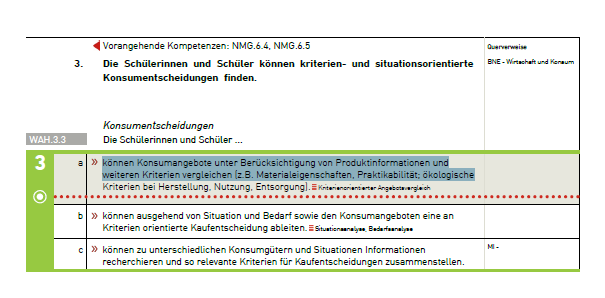 Vorangehende Kompetenzen: NMG.6.4, NMG.6.5
Querverweise
3. Die Schülerinnen und Schüler können kriterien- und situationsorientierte
Konsumentscheidungen finden.
BNE - Wirtschaft und Konsum
Konsumentscheidungen
WAH.3.3
Die Schülerinnen und Schüler ...
3
a » können Konsumangebote unter Berücksichtigung von Produktinformationen und
weiteren Kriterien vergleichen (z.B. Materialeigenschaften, Praktikabilität; ökologische
Kriterien bei Herstellung, Nutzung, Entsorgung). ≣ Kriterienorientierter Angebotsvergleich
b » können ausgehend von Situation und Bedarf sowie den Konsumangeboten eine an
Kriterien orientierte Kaufentscheidung ableiten. ≣ Situationsanalyse, Bedarfsanalyse
c » können zu unterschiedlichen Konsumgütern und Situationen Informationen
recherchieren und so relevante Kriterien für Kaufentscheidungen zusammenstellen.
MI -